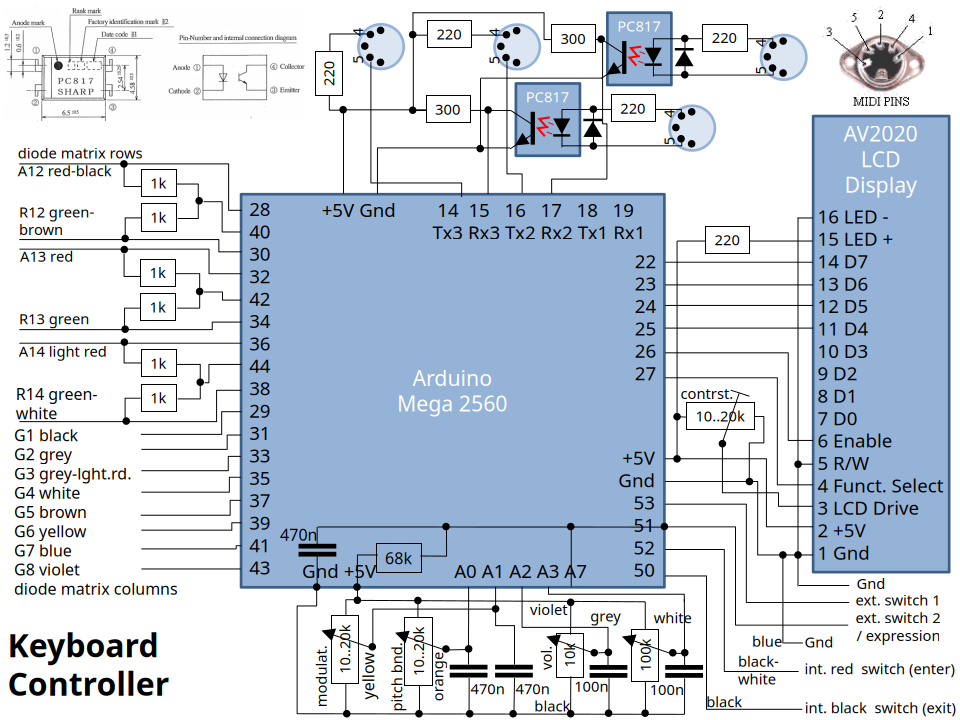 Rank mark
Anode mark
Factory identification mark
Date code
PC817
SHARP
6.5
Pin-Number and internal connection diagram
Anode ①
④ Collector
Cathode ②
③ Emitter
220
4
5
220
4
5
300
PC817
220
4
5
300
PC817
220
4
5
5
2
4
3
1
MIDI PINS
diode matrix rows
A12 red-black
1k
R12 green-
brown
1k
A13 red
1k
1k
R13 green
A14 light red
1k
R14 green-
white
1k
G1 black
G2 grey
G3 grey-lght.rd.
G4 white
G5 brown
G6 yellow
G7 blue
G8 violet
diode matrix columns
28
40
30
32
42
34
36
44
38
29
31
33
35
37
39
41
43
+5V Gnd
14 15 16 17 18 19
Tx3 Rx3 Tx2 Rx2 Tx1 Rx1
Arduino
Mega 2560
22
23
24
25
26
27
+5V
Gnd
53
51
52
50
470n
68k
Gnd +5V
A0 A1 A2 A3 A7
220
contrst.
10..20k
AV2020
LCD
Display
16 LED -
15 LED +
14 D7
13 D6
12 D5
11 D4
10 D3
9 D2
8 D1
7 D0
6 Enable
5 R/W
4 Funct. Select
3 LCD Drive
2 +5V
1 Gnd
Gnd
ext. switch 1
ext. switch 2
/ expression
blue
Gnd
black-
white
int. red switch (enter)
black
int. black switch (exit)
modulat.
10..20k
yellow
pitch bnd.
10..20k
orange
470n
470n
violet
vol.
10k
grey
100n
black
white
100k
100n
Keyboard
Controller